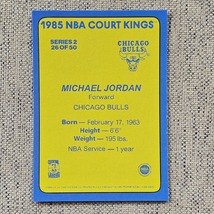 1985 NBA COURT KINGS
SERIES 2
26 OF 50
CHICAGO
BULLS
MICHAEL JORDAN
Forward
CHICAGO BULLS
Born — February 17, 1963
Height — 6'6"
Weight — 195 lbs.
NBA Service — 1 year